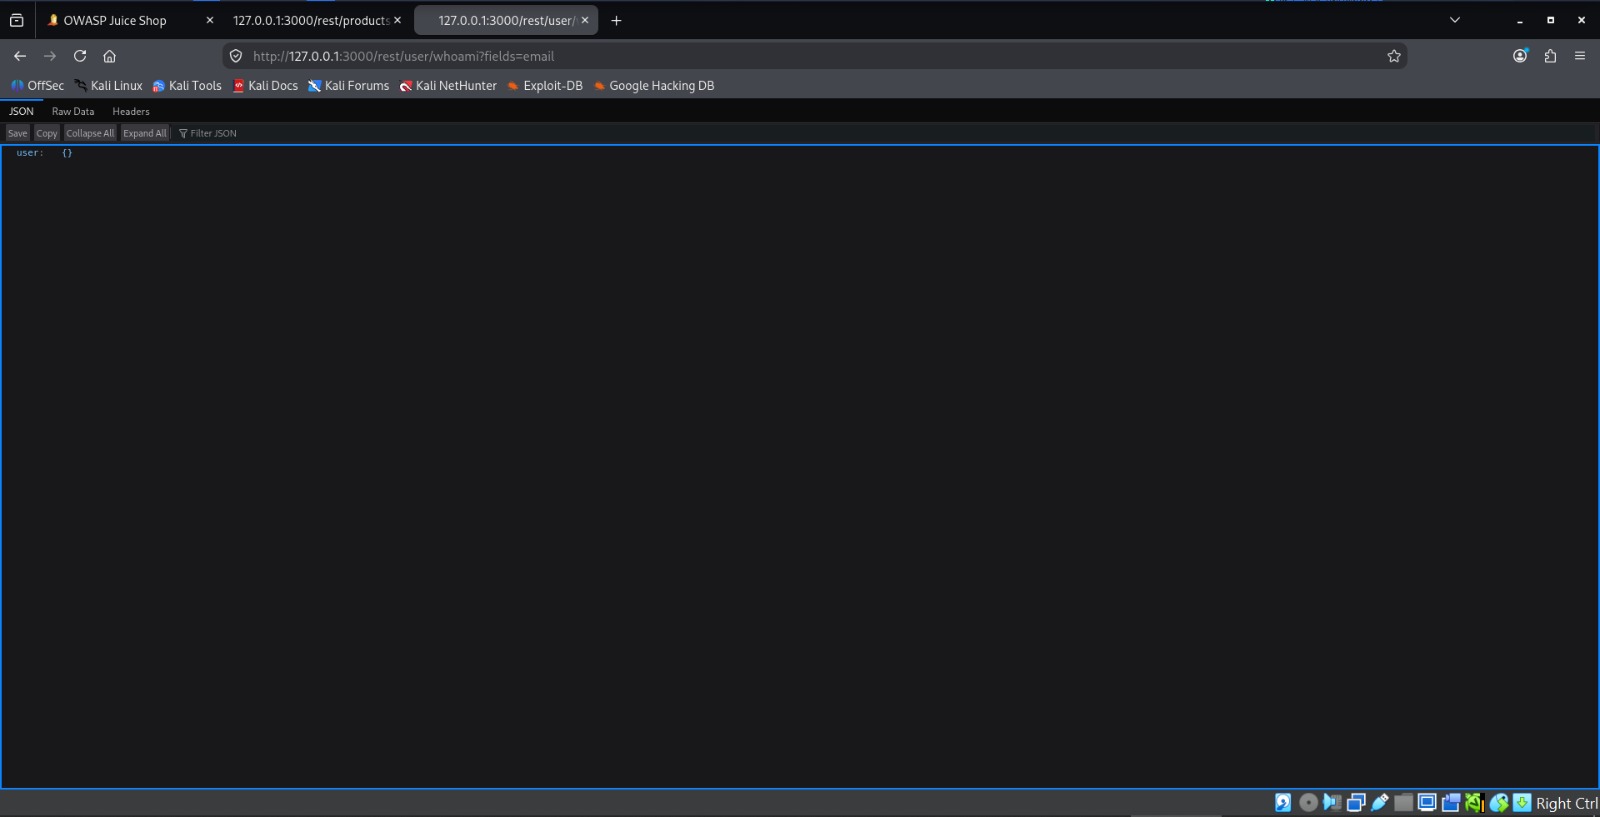 OWASP Juice Shop
127.0.0.1:3000/rest/products
127.0.0.1:3000/rest/user/
http://127.0.0.1:3000/rest/user/whoami?fields=email
OffSec Kali Linux Kali Tools Kali Docs Kali Forums Kali NetHunter Exploit-DB Google Hacking DB
JSON Raw Data Headers
Save Copy Collapse All Expand All Filter JSON
user: {}
Right Ctrl